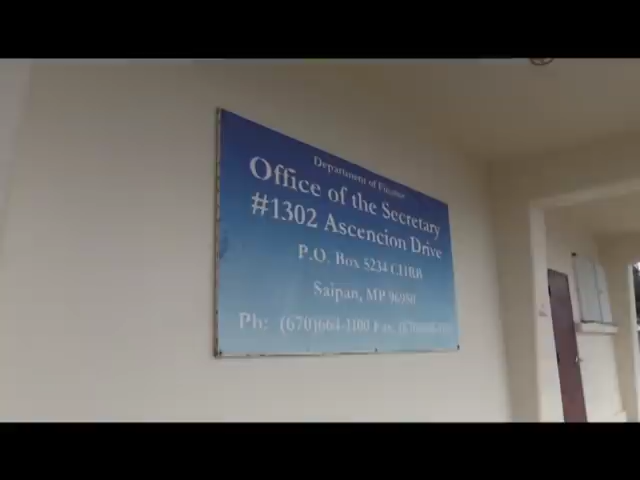 Department of Finance
Office of the Secretary
#1302 Ascencion Drive
P.O. Box 5234 CHRB
Saipan, MP 96950
Ph: (670)664-1100 Fax: